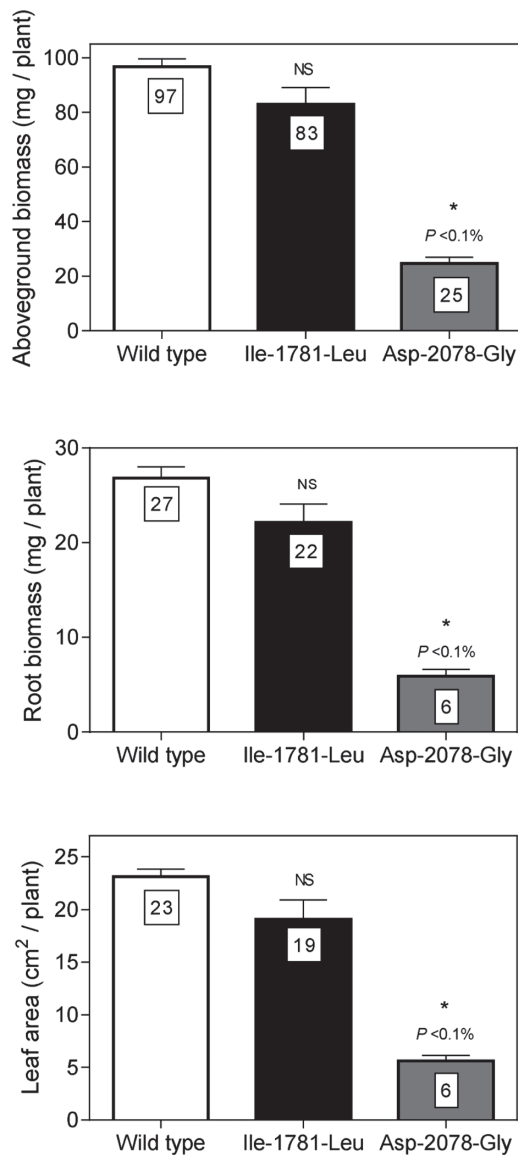 Aboveground biomass (mg / plant)
100
80
60
40
20
0
97
NS
83
*
P <0.1%
25
Wild type Ile-1781-Leu Asp-2078-Gly
Root biomass (mg / plant)
30
20
10
0
27
NS
22
*
P <0.1%
6
Wild type Ile-1781-Leu Asp-2078-Gly
Leaf area (cm² / plant)
25
20
15
10
5
0
23
NS
19
*
P <0.1%
6
Wild type Ile-1781-Leu Asp-2078-Gly